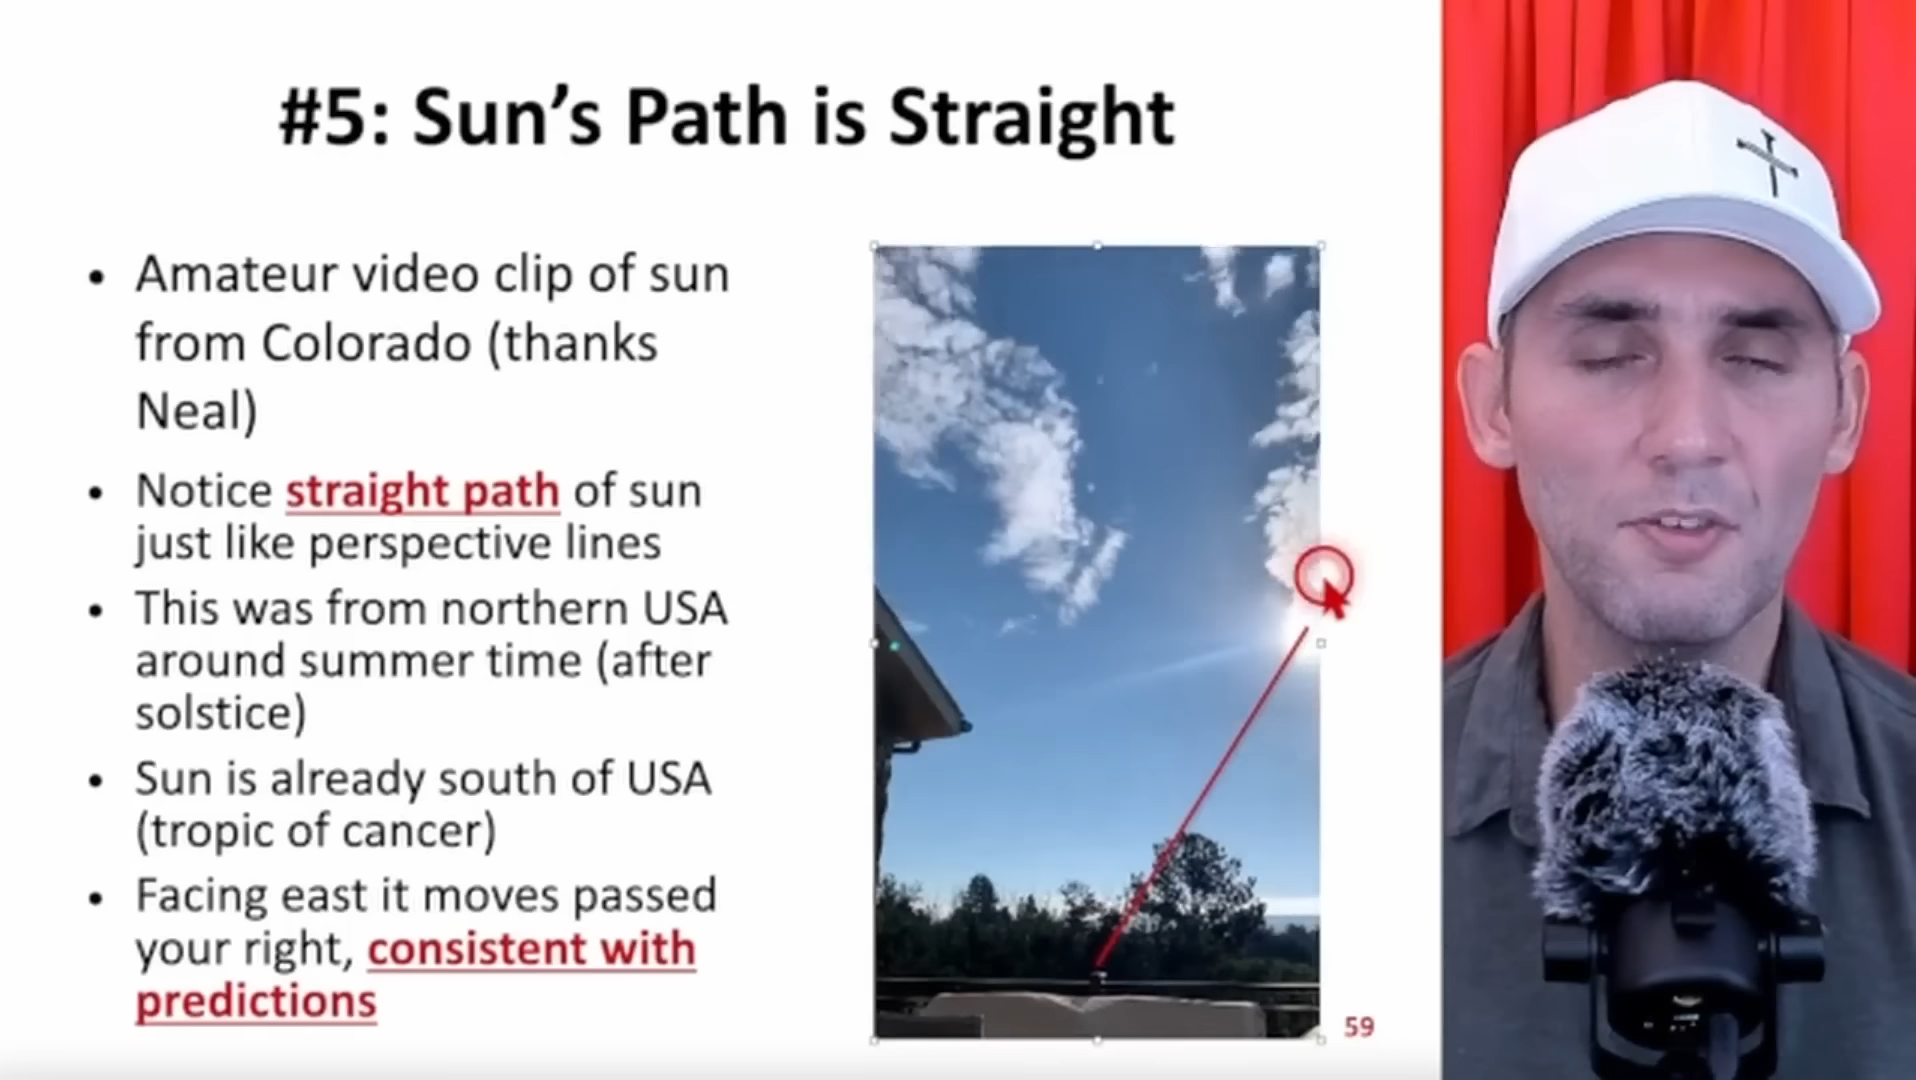 #5: Sun's Path is Straight
• Amateur video clip of sun
from Colorado (thanks
Neal)
• Notice straight path of sun
just like perspective lines
• This was from northern USA
around summer time (after
solstice)
• Sun is already south of USA
(tropic of cancer)
• Facing east it moves passed
your right, consistent with
predictions
59